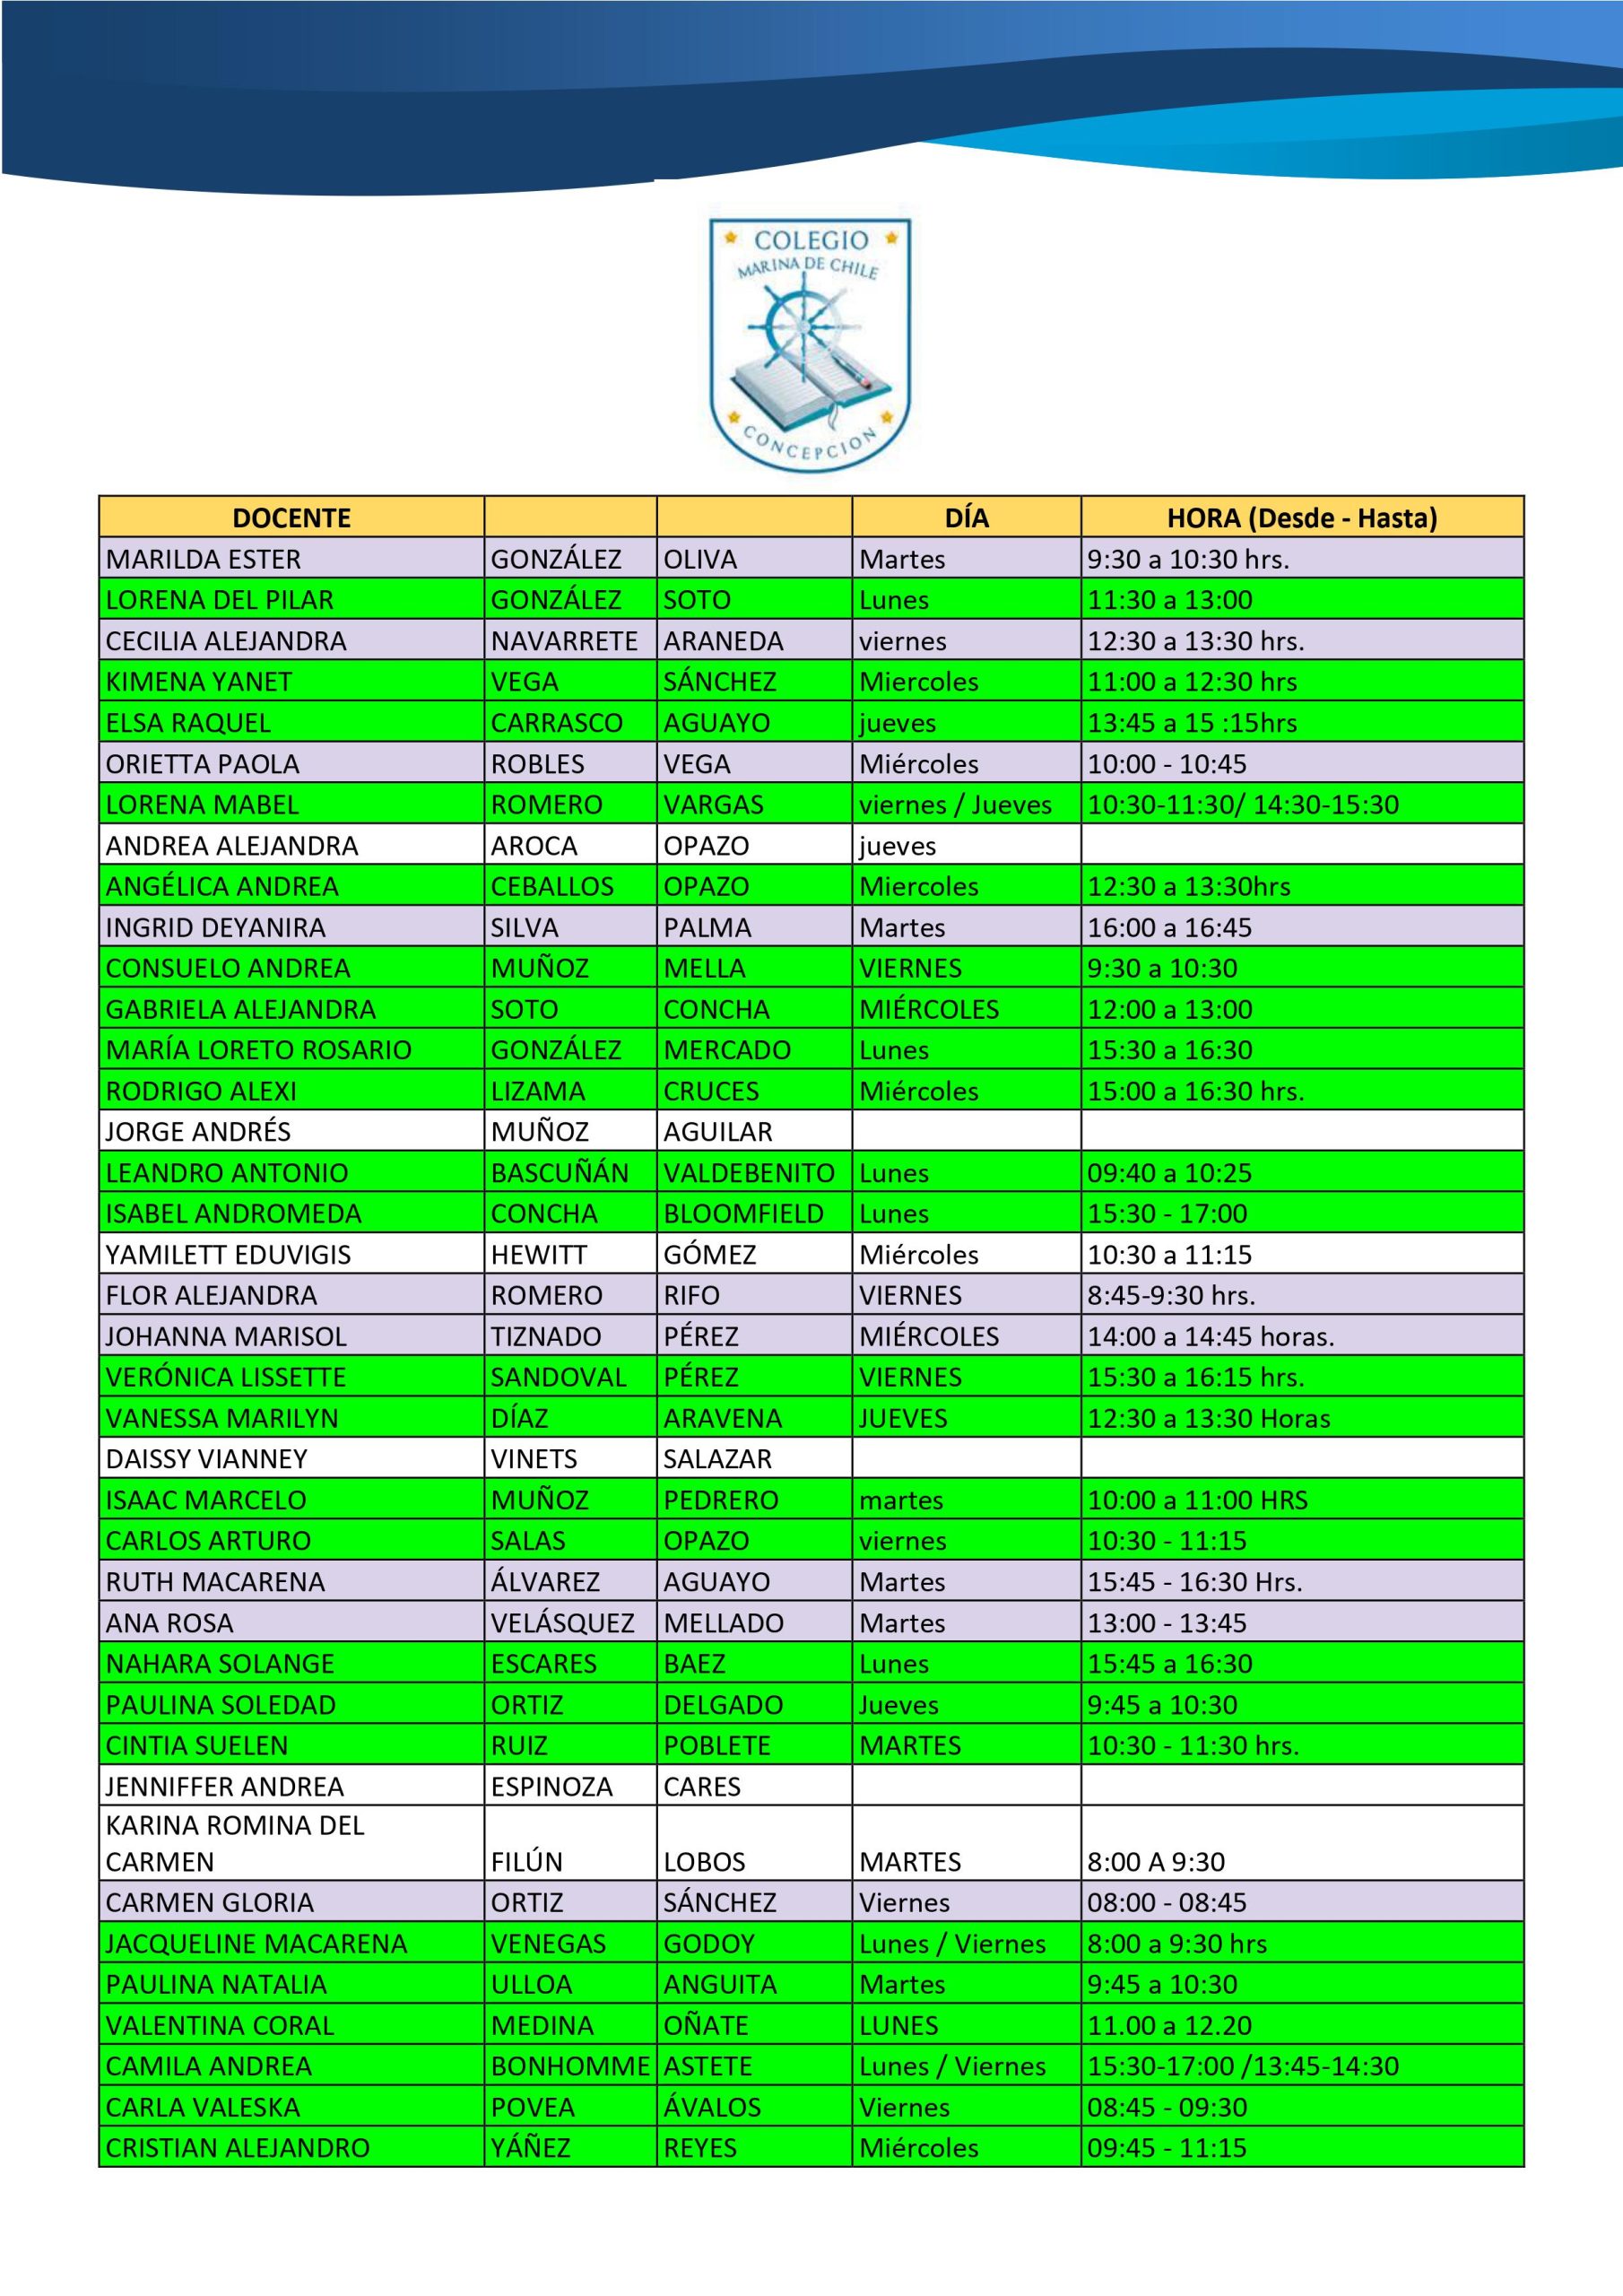 COLEGIO
MARINA DE CHILE
CONCEPCION
DOCENTE DÍA HORA (Desde - Hasta)
MARILDA ESTER GONZÁLEZ OLIVA Martes 9:30 a 10:30 hrs.
LORENA DEL PILAR GONZÁLEZ SOTO Lunes 11:30 a 13:00
CECILIA ALEJANDRA NAVARRETE ARANEDA viernes 12:30 a 13:30 hrs.
KIMENA YANET VEGA SÁNCHEZ Miercoles 11:00 a 12:30 hrs
ELSA RAQUEL CARRASCO AGUAYO jueves 13:45 a 15 :15hrs
ORIETTA PAOLA ROBLES VEGA Miércoles 10:00 - 10:45
LORENA MABEL ROMERO VARGAS viernes / Jueves 10:30-11:30/ 14:30-15:30
ANDREA ALEJANDRA AROCA OPAZO jueves
ANGÉLICA ANDREA CEBALLOS OPAZO Miercoles 12:30 a 13:30hrs
INGRID DEYANIRA SILVA PALMA Martes 16:00 a 16:45
CONSUELO ANDREA MUÑOZ MELLA VIERNES 9:30 a 10:30
GABRIELA ALEJANDRA SOTO CONCHA MIÉRCOLES 12:00 a 13:00
MARÍA LORETO ROSARIO GONZÁLEZ MERCADO Lunes 15:30 a 16:30
RODRIGO ALEXI LIZAMA CRUCES Miércoles 15:00 a 16:30 hrs.
JORGE ANDRÉS MUÑOZ AGUILAR
LEANDRO ANTONIO BASCUÑÁN VALDEBENITO Lunes 09:40 a 10:25
ISABEL ANDROMEDA CONCHA BLOOMFIELD Lunes 15:30 - 17:00
YAMILETT EDUVIGIS HEWITT GÓMEZ Miércoles 10:30 a 11:15
FLOR ALEJANDRA ROMERO RIFO VIERNES 8:45-9:30 hrs.
JOHANNA MARISOL TIZNADO PÉREZ MIÉRCOLES 14:00 a 14:45 horas.
VERÓNICA LISSETTE SANDOVAL PÉREZ VIERNES 15:30 a 16:15 hrs.
VANESSA MARILYN DÍAZ ARAVENA JUEVES 12:30 a 13:30 Horas
DAISSY VIANNEY VINETS SALAZAR
ISAAC MARCELO MUÑOZ PEDRERO martes 10:00 a 11:00 HRS
CARLOS ARTURO SALAS OPAZO viernes 10:30 - 11:15
RUTH MACARENA ÁLVAREZ AGUAYO Martes 15:45 - 16:30 Hrs.
ANA ROSA VELÁSQUEZ MELLADO Martes 13:00 - 13:45
NAHARA SOLANGE ESCARES BAEZ Lunes 15:45 a 16:30
PAULINA SOLEDAD ORTIZ DELGADO Jueves 9:45 a 10:30
CINTIA SUELEN RUIZ POBLETE MARTES 10:30 - 11:30 hrs.
JENNIFFER ANDREA ESPINOZA CARES
KARINA ROMINA DEL
CARMEN FILÚN LOBOS MARTES 8:00 A 9:30
CARMEN GLORIA ORTIZ SÁNCHEZ Viernes 08:00 - 08:45
JACQUELINE MACARENA VENEGAS GODOY Lunes / Viernes 8:00 a 9:30 hrs
PAULINA NATALIA ULLOA ANGUITA Martes 9:45 a 10:30
VALENTINA CORAL MEDINA OÑATE LUNES 11.00 a 12.20
CAMILA ANDREA BONHOMME ASTETE Lunes / Viernes 15:30-17:00 /13:45-14:30
CARLA VALESKA POVEA ÁVALOS Viernes 08:45 - 09:30
CRISTIAN ALEJANDRO YÁÑEZ REYES Miércoles 09:45 - 11:15